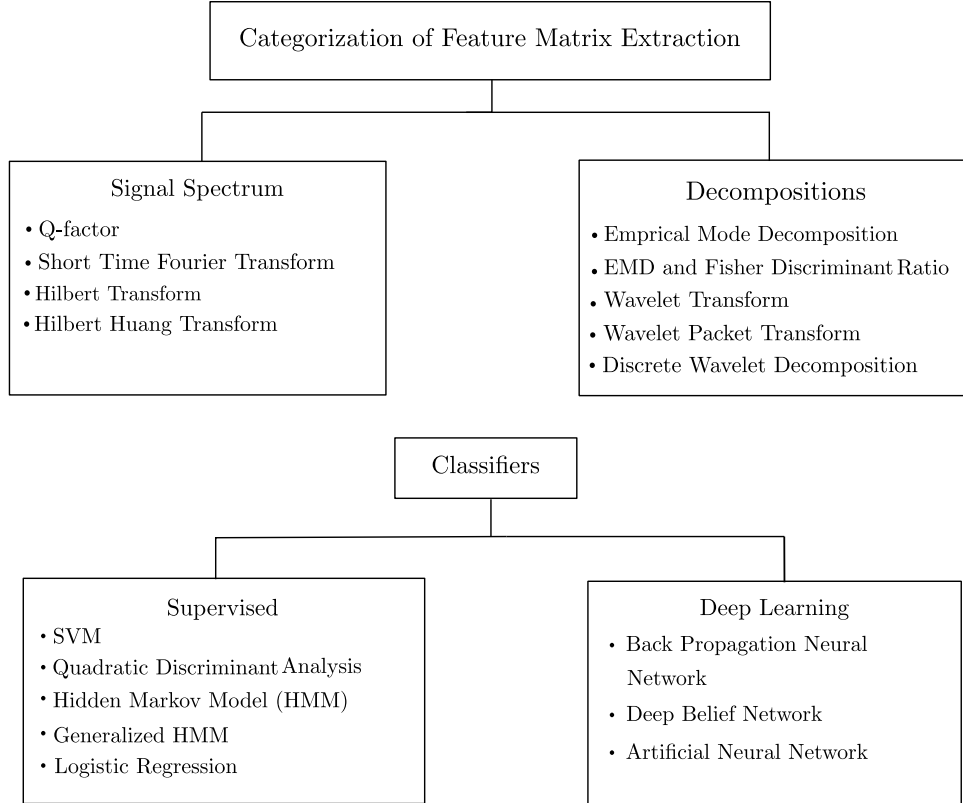 Categorization of Feature Matrix Extraction
Signal Spectrum
• Q-factor
• Short Time Fourier Transform
• Hilbert Transform
• Hilbert Huang Transform
Decompositions
• Emprical Mode Decomposition
• EMD and Fisher Discriminant Ratio
• Wavelet Transform
• Wavelet Packet Transform
• Discrete Wavelet Decomposition
Classifiers
Supervised
• SVM
• Quadratic Discriminant Analysis
• Hidden Markov Model (HMM)
• Generalized HMM
• Logistic Regression
Deep Learning
• Back Propagation Neural
Network
• Deep Belief Network
• Artificial Neural Network